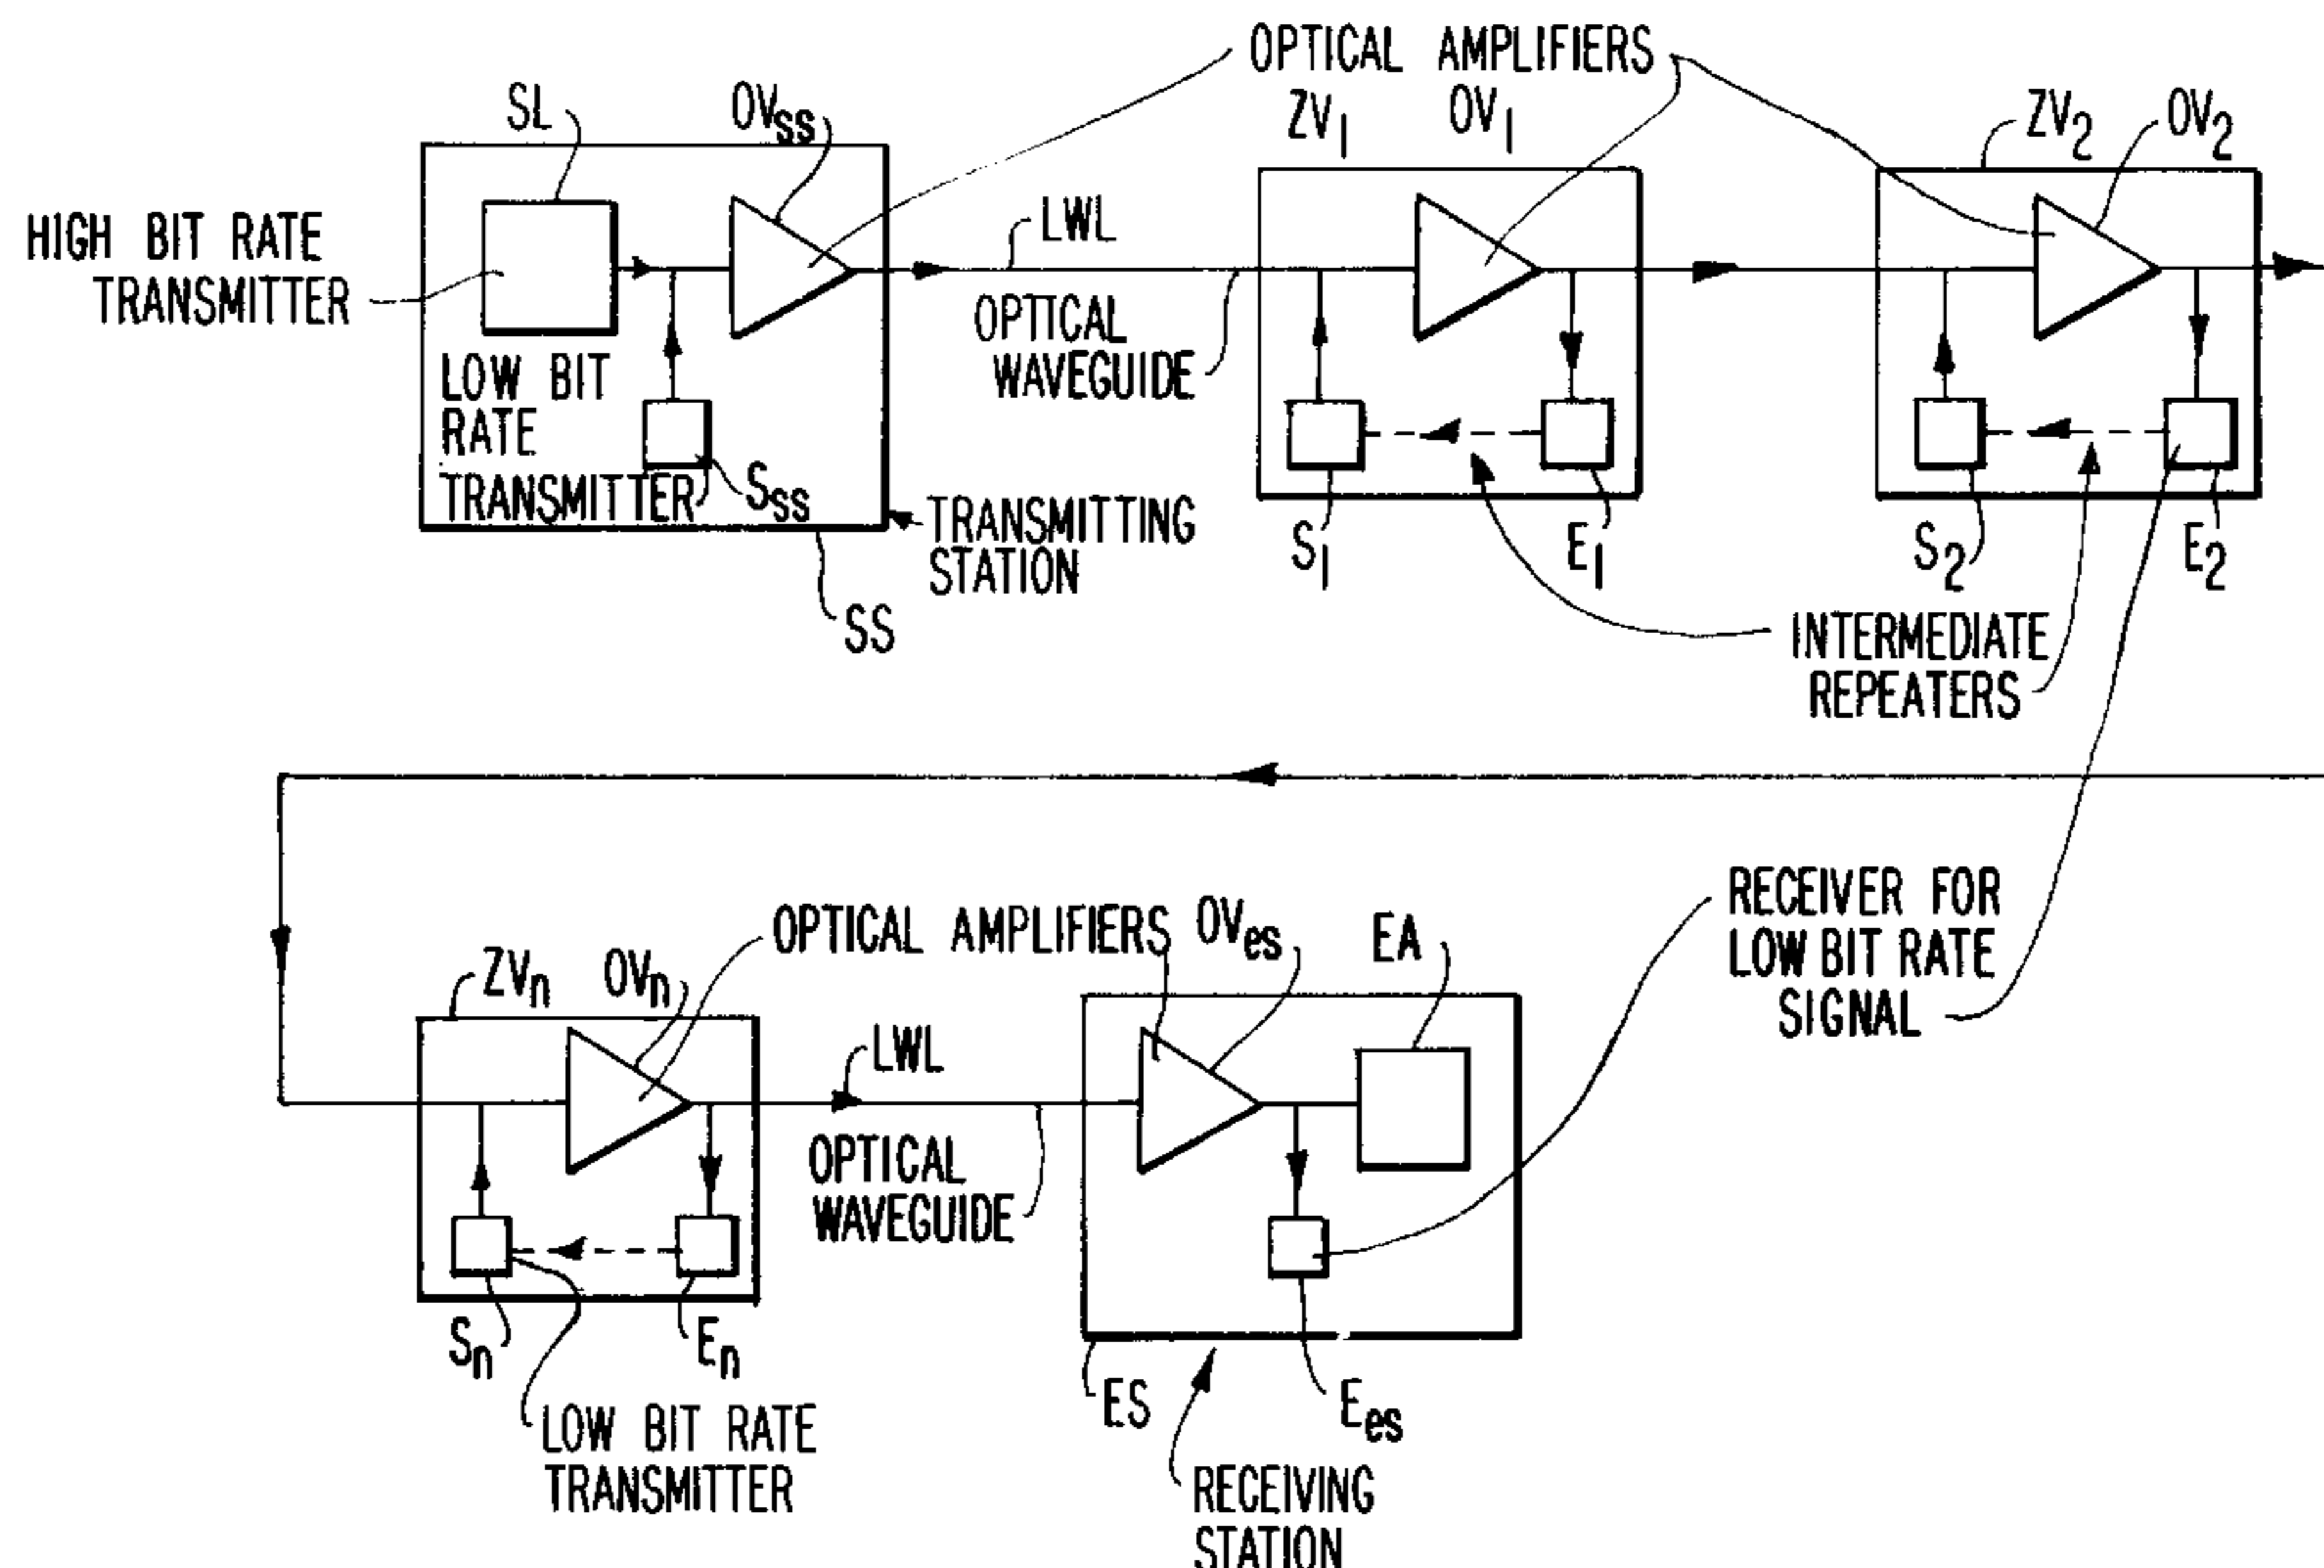 OPTICAL AMPLIFIERS
SL
OVss
ZV1
OV1
ZV2
OV2
HIGH BIT RATE
TRANSMITTER
LWL
OPTICAL
WAVEGUIDE
LOW BIT
RATE
TRANSMITTER
Sss
TRANSMITTING
STATION
SS
S1
E1
S2
E2
INTERMEDIATE
REPEATERS
RECEIVER FOR
LOW BIT RATE
SIGNAL
OPTICAL AMPLIFIERS
OVes
EA
ZVn
OVn
LWL
OPTICAL
WAVEGUIDE
Sn
En
ES
Ees
LOW BIT RATE
TRANSMITTER
RECEIVING
STATION